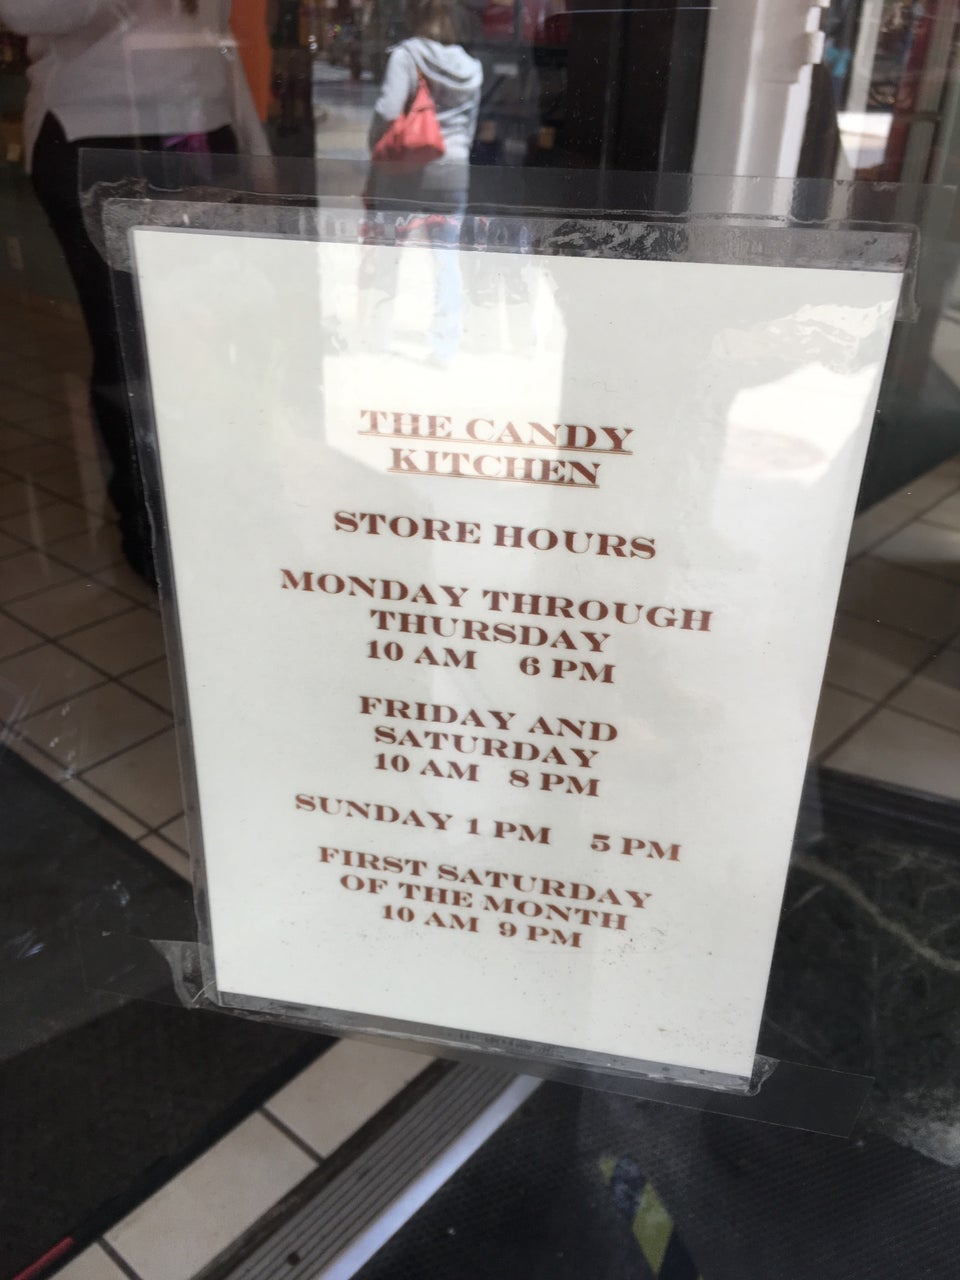 THE CANDY
KITCHEN
STORE HOURS
MONDAY THROUGH
THURSDAY
10 AM 6 PM
FRIDAY AND
SATURDAY
10 AM 8 PM
SUNDAY 1 PM 5 PM
FIRST SATURDAY
OF THE MONTH
10 AM 9 PM